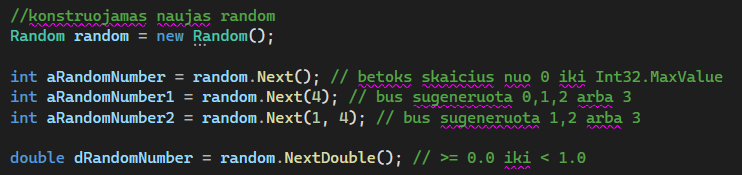 //konstruojamas naujas random
Random random = new Random();
int aRandomNumber = random.Next(); // betoks skaicius nuo 0 iki Int32.MaxValue
int aRandomNumber1 = random.Next(4); // bus sugeneruota 0,1,2 arba 3
int aRandomNumber2 = random.Next(1, 4); // bus sugeneruota 1,2 arba 3
double dRandomNumber = random.NextDouble(); // >= 0.0 iki < 1.0